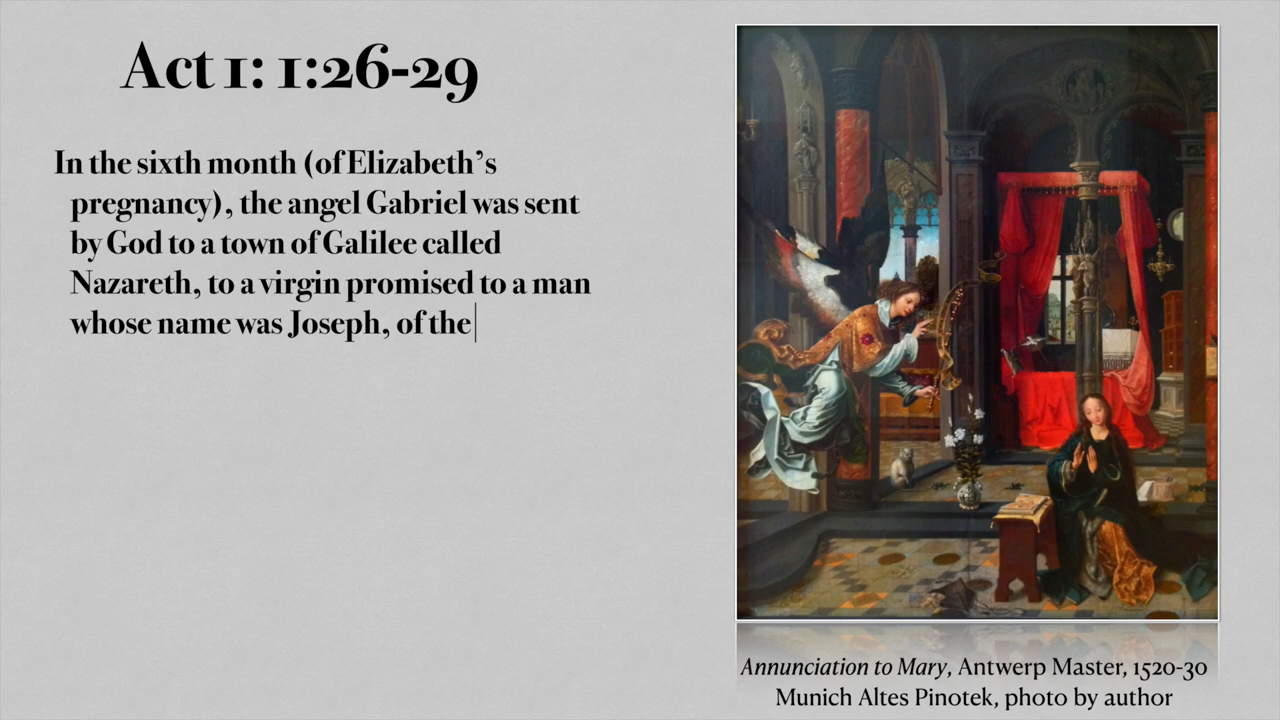 Act 1: 1:26-29
In the sixth month (of Elizabeth’s
pregnancy), the angel Gabriel was sent
by God to a town of Galilee called
Nazareth, to a virgin promised to a man
whose name was Joseph, of the
Annunciation to Mary, Antwerp Master, 1520-30
Munich Altes Pinotek, photo by author